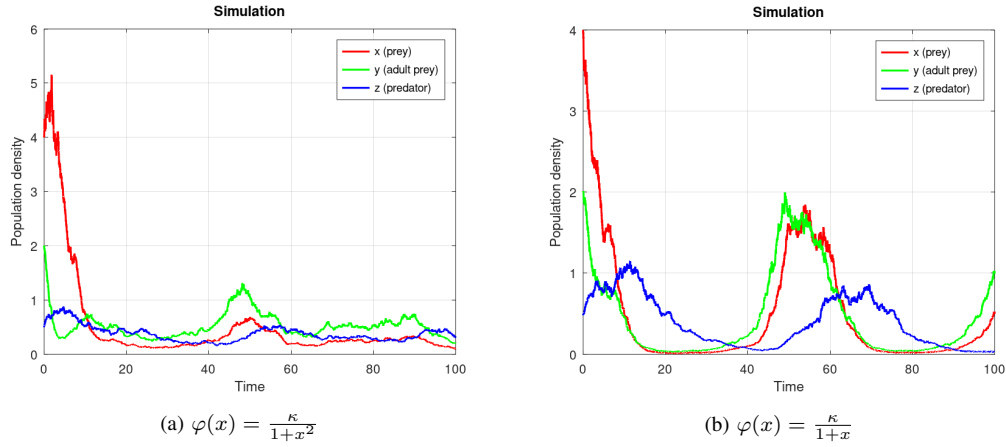 Simulation
6
5
4
3
2
1
0
0 20 40 60 80 100
Population density
Time
x (prey)
y (adult prey)
z (predator)
(a) φ(x) = κ/(1+x²)
Simulation
4
3
2
1
0
0 20 40 60 80 100
Population density
Time
x (prey)
y (adult prey)
z (predator)
(b) φ(x) = κ/(1+x)